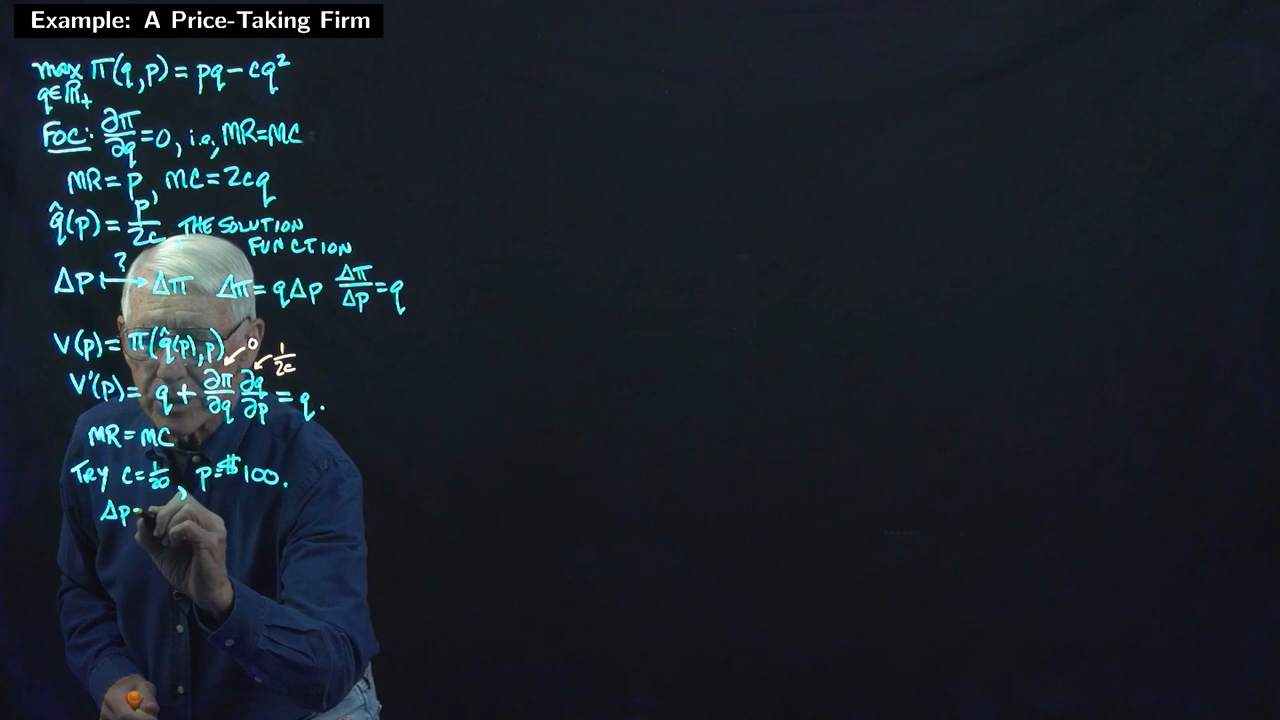 Example: A Price-Taking Firm
max π(q,p) = pq - cq²
q∈ℝ₊
FOC: ∂π/∂q = 0, i.e., MR=MC
MR = p, MC = 2cq
q̂(p) = p/2c, THE SOLUTION
FUNCTION
Δp ↦ Δπ ? Δπ = qΔp Δπ/Δp = q
V(p) = π(q̂(p), p) 0 1/2c
V'(p) = q + ∂π/∂q ∂q/∂p = q.
MR = MC
TRY c = 1/20, p = $100.
Δp =